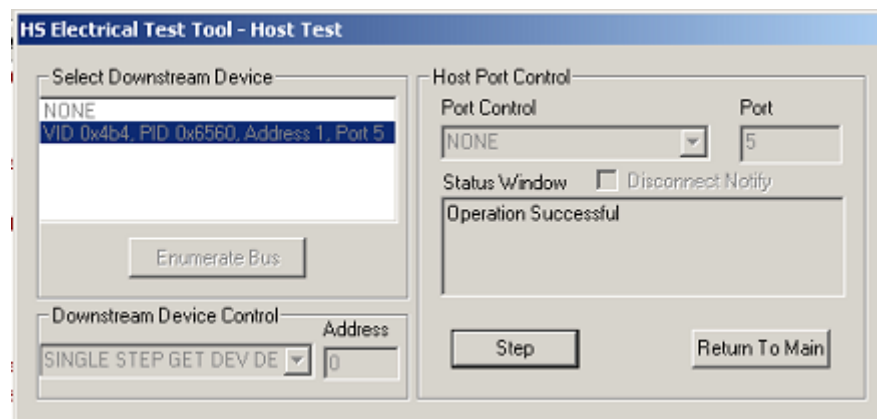 HS Electrical Test Tool - Host Test
Select Downstream Device
NONE
VID 0x4b4, PID 0x6560, Address 1, Port 5
Enumerate Bus
Downstream Device Control
Address
SINGLE STEP GET DEV DE
0
Host Port Control
Port Control
Port
NONE
5
Status Window
Disconnect Notify
Operation Successful
Step
Return To Main